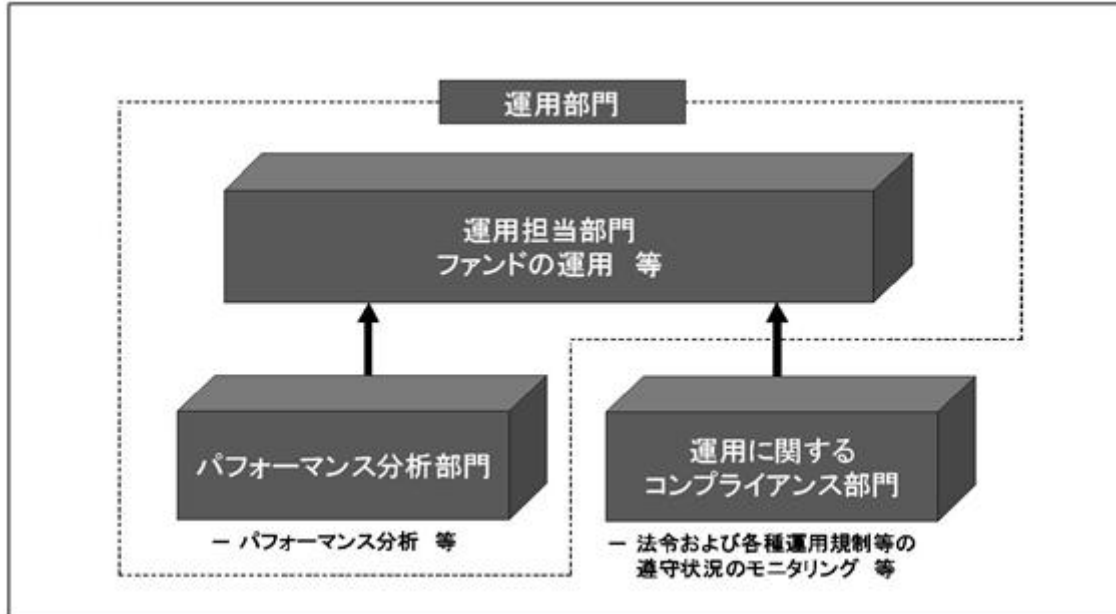 運用部門
運用担当部門
ファンドの運用 等
パフォーマンス分析部門
－ パフォーマンス分析 等
運用に関する
コンプライアンス部門
－ 法令および各種運用規制等の
遵守状況のモニタリング 等